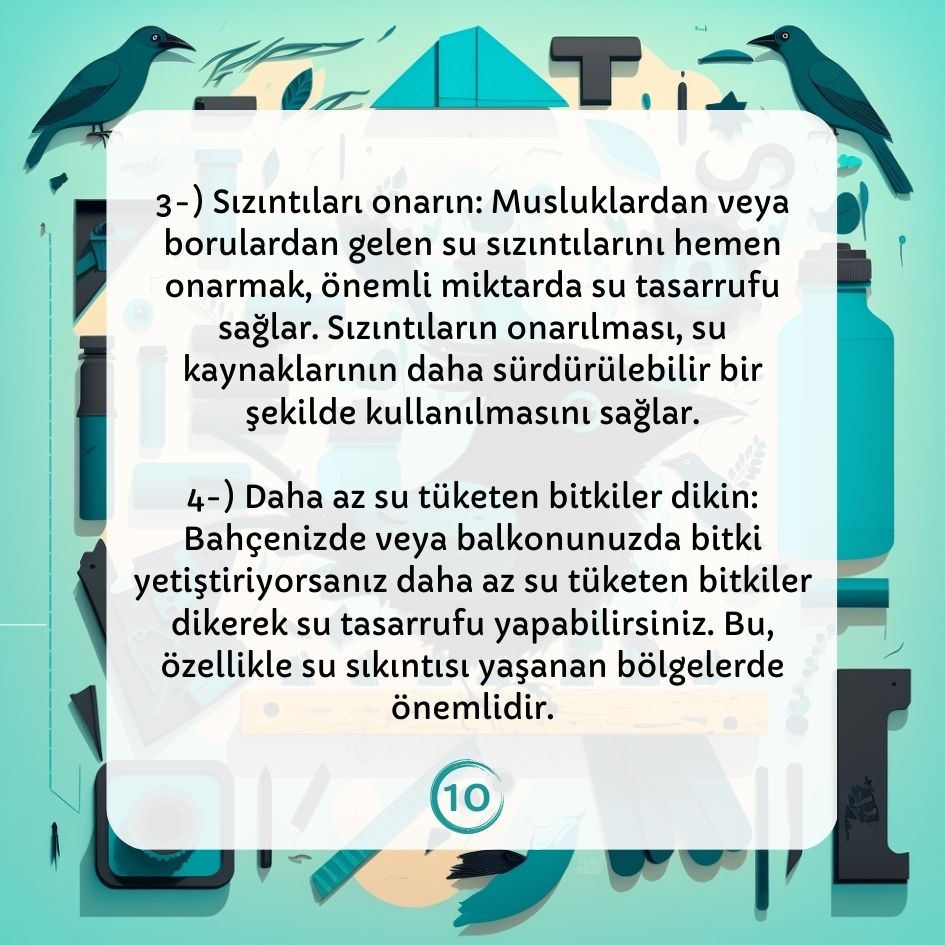 3-) Sızıntıları onarın: Musluklardan veya
borulardan gelen su sızıntılarını hemen
onarmak, önemli miktarda su tasarrufu
sağlar. Sızıntıların onarılması, su
kaynaklarının daha sürdürülebilir bir
şekilde kullanılmasını sağlar.
4-) Daha az su tüketen bitkiler dikin:
Bahçenizde veya balkonunuzda bitki
yetiştiriyorsanız daha az su tüketen bitkiler
dikerek su tasarrufu yapabilirsiniz. Bu,
özellikle su sıkıntısı yaşanan bölgelerde
önemlidir.
10